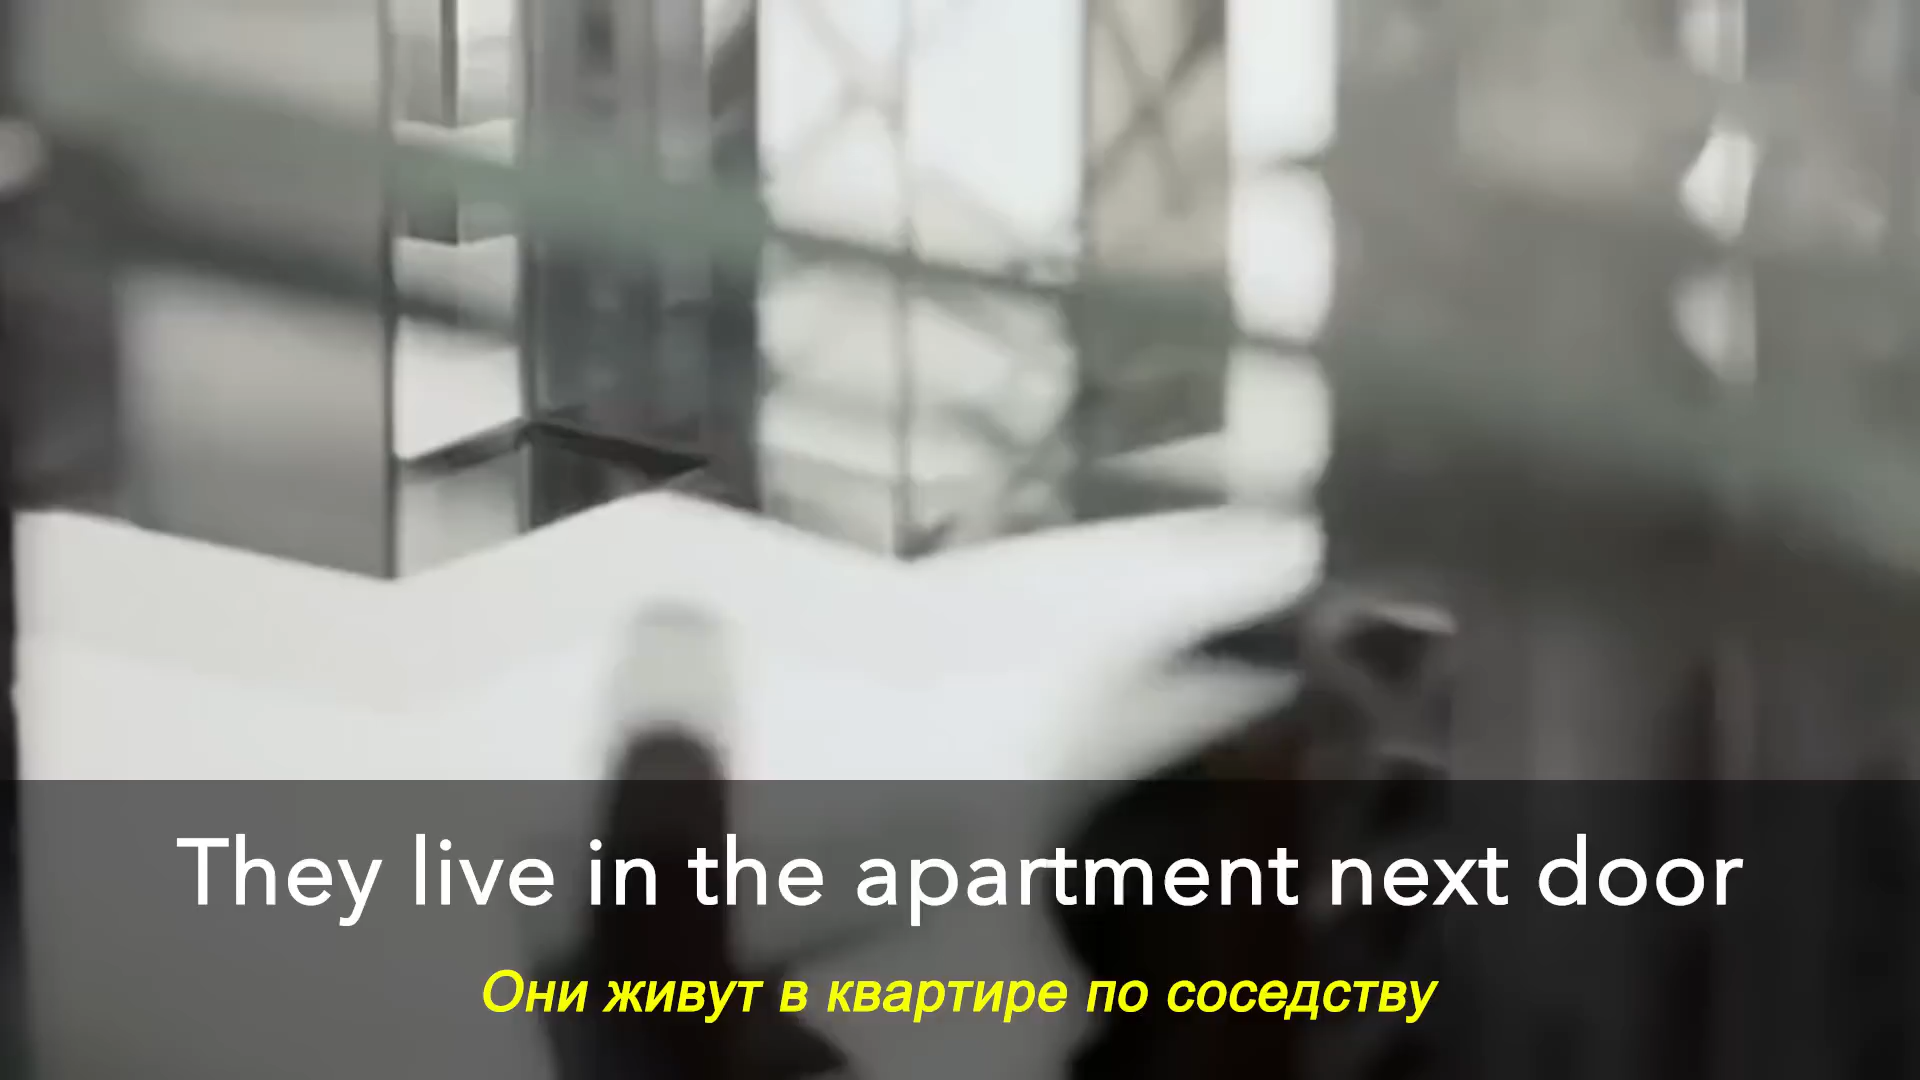 They live in the apartment next door
Они живут в квартире по соседству